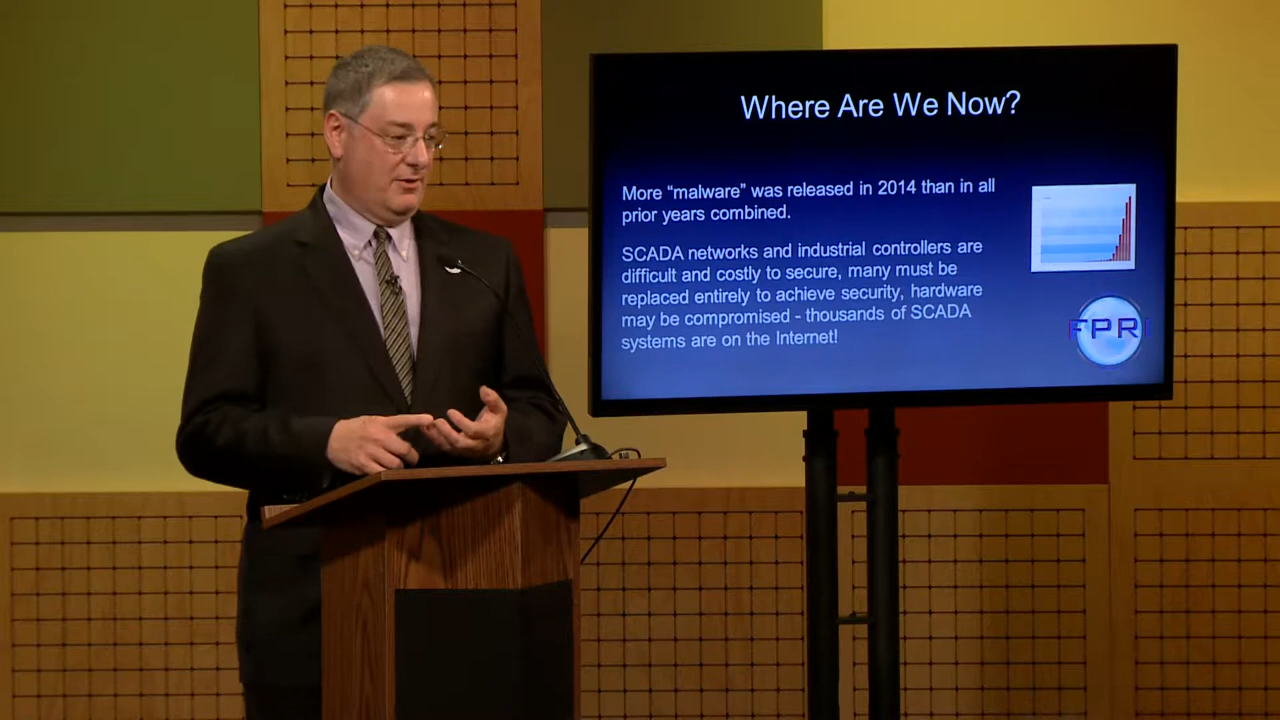 Where Are We Now?
More “malware” was released in 2014 than in all
prior years combined.
SCADA networks and industrial controllers are
difficult and costly to secure, many must be
replaced entirely to achieve security, hardware
may be compromised - thousands of SCADA
systems are on the Internet!
FPRI